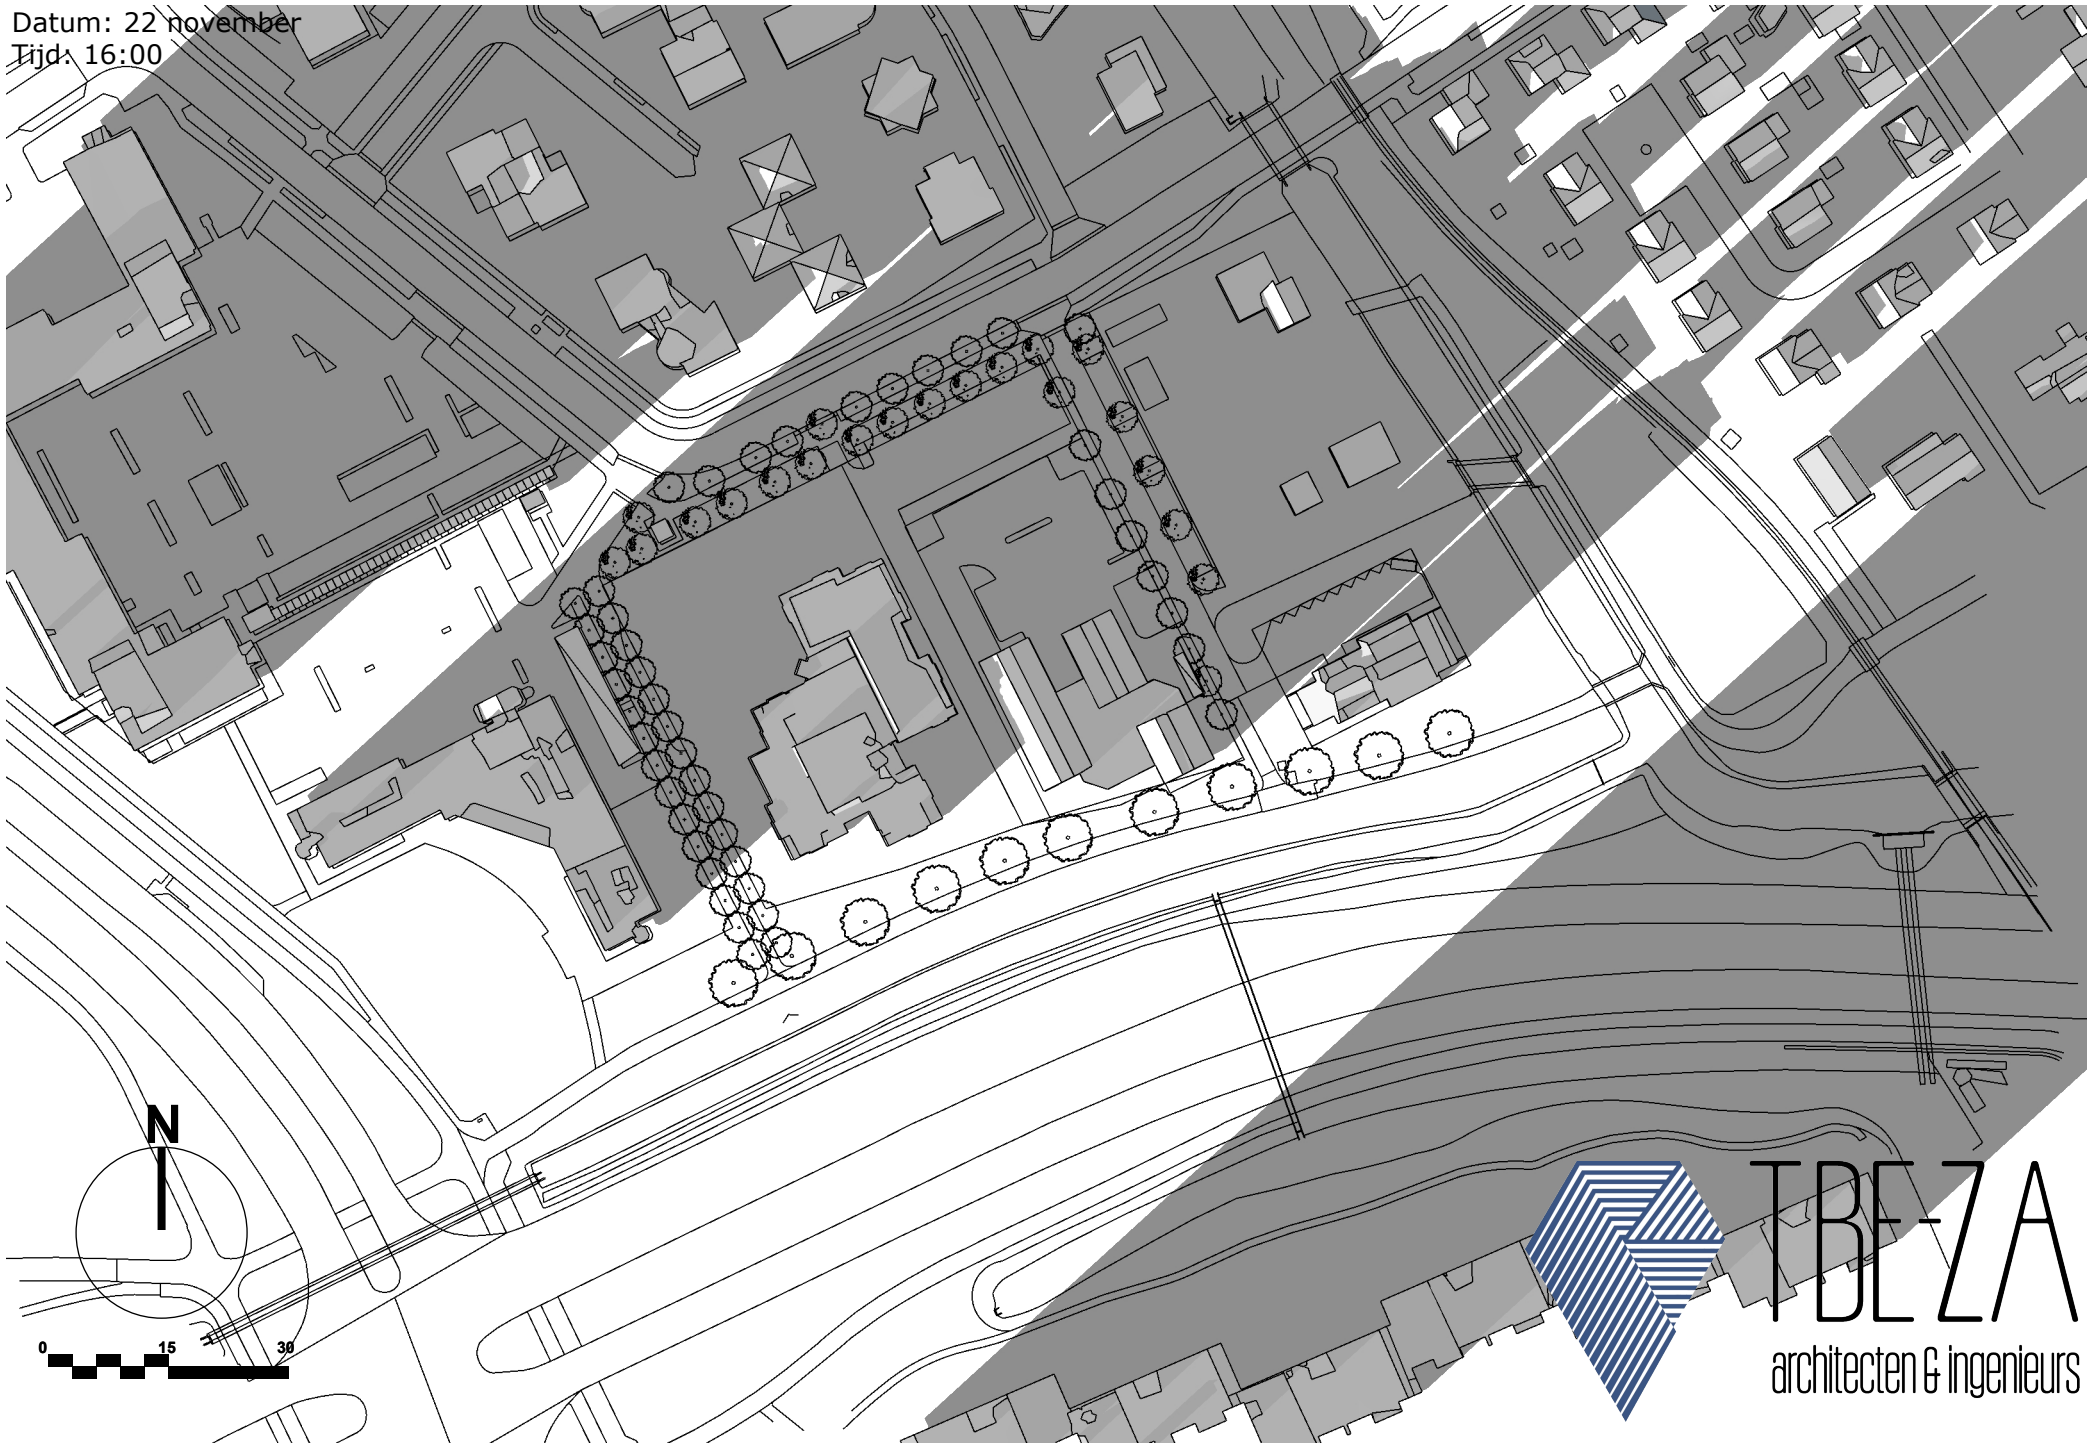 Datum: 22 november
Tijd: 16:00
N
0 15 30
TBE-ZA
architecten & ingenieurs